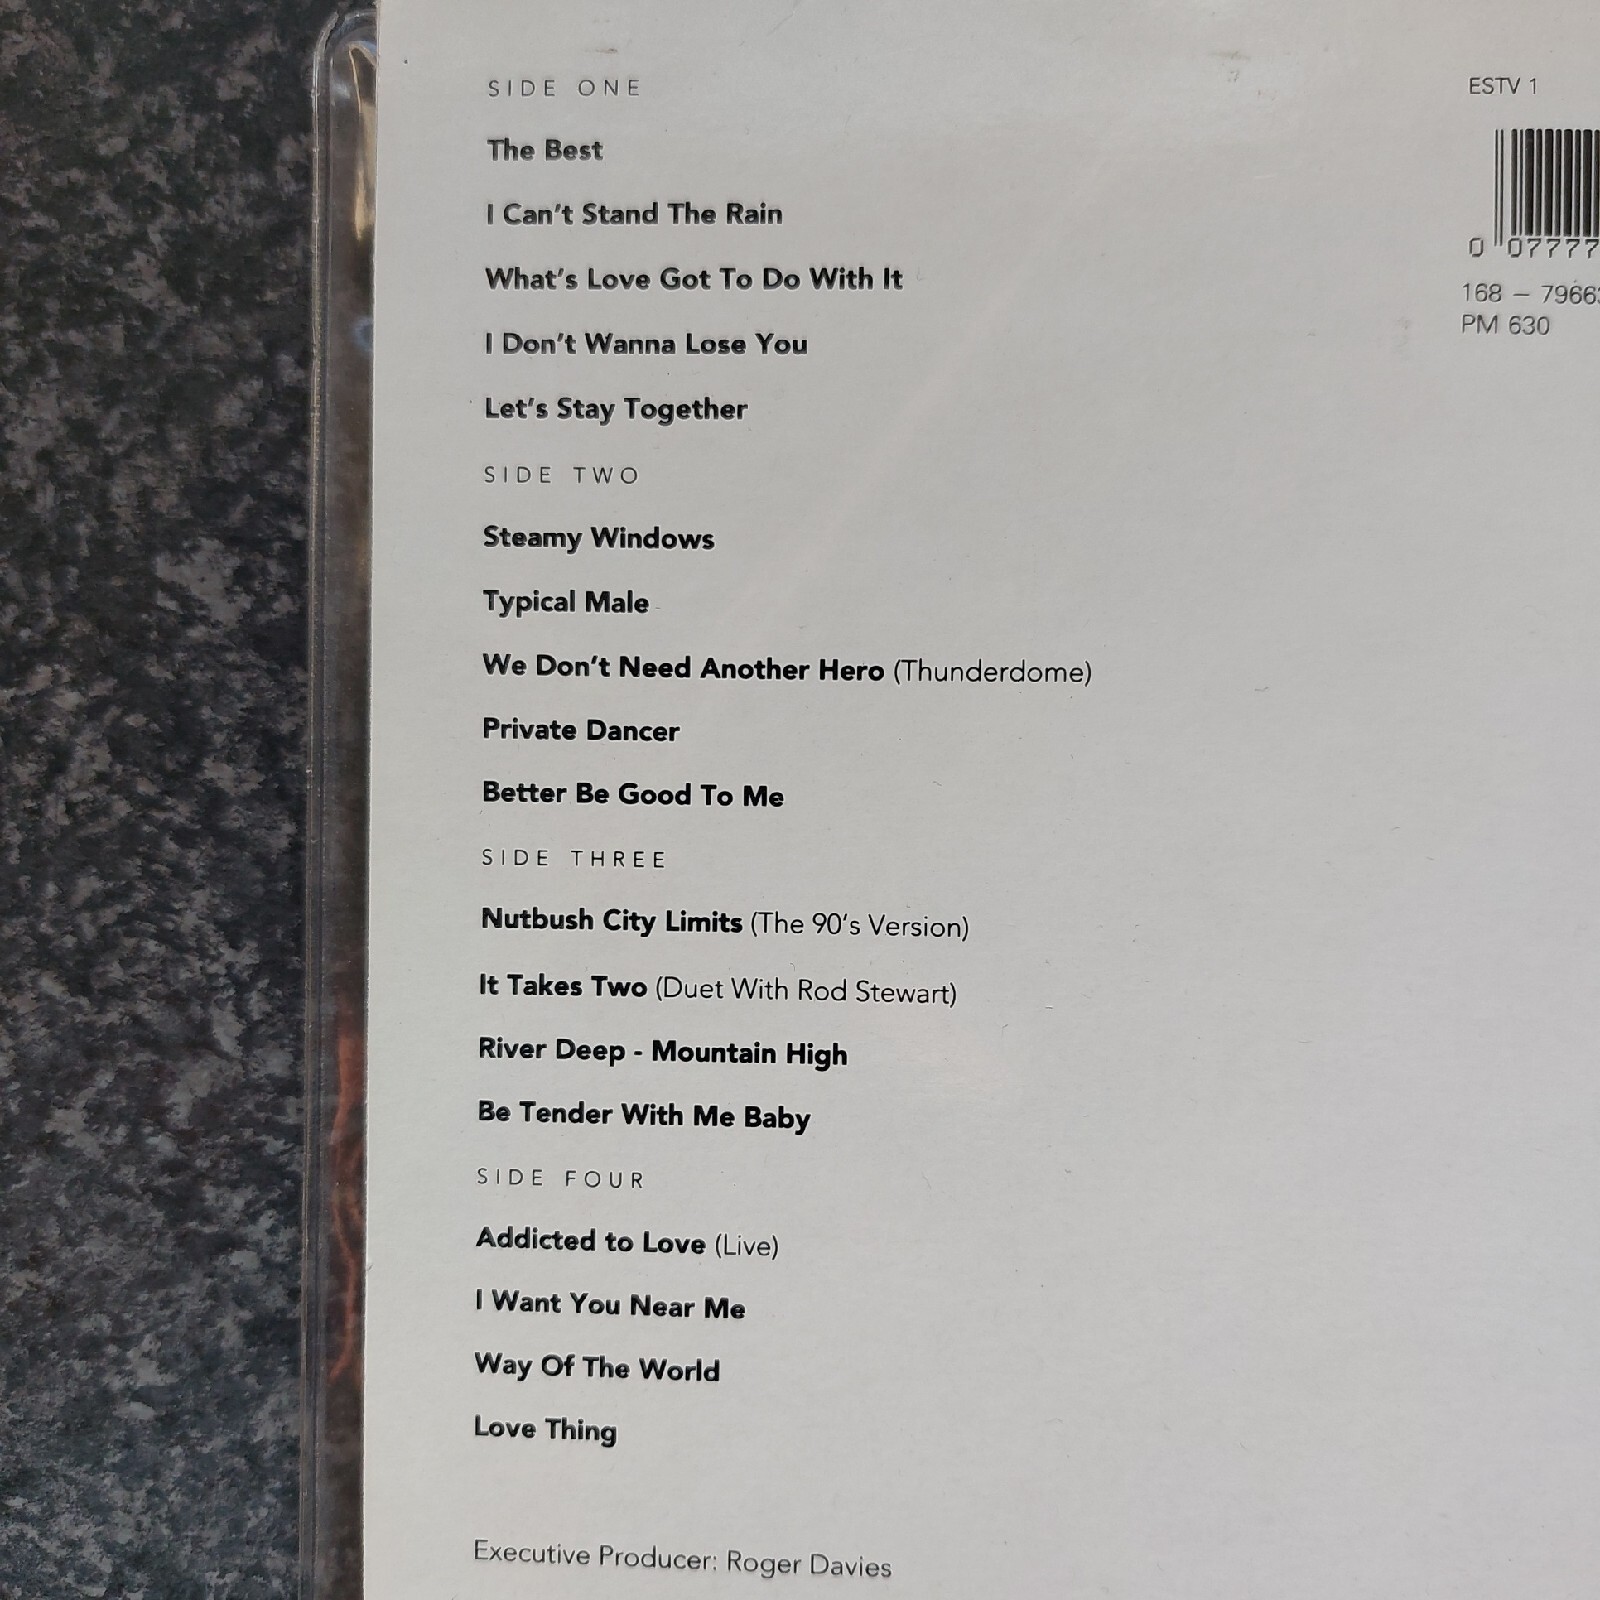 SIDE ONE
The Best
I Can't Stand The Rain
What's Love Got To Do With It
I Don't Wanna Lose You
Let's Stay Together
SIDE TWO
Steamy Windows
Typical Male
We Don't Need Another Hero (Thunderdome)
Private Dancer
Better Be Good To Me
SIDE THREE
Nutbush City Limits (The 90's Version)
It Takes Two (Duet With Rod Stewart)
River Deep - Mountain High
Be Tender With Me Baby
SIDE FOUR
Addicted to Love (Live)
I Want You Near Me
Way Of The World
Love Thing
Executive Producer: Roger Davies
ESTV 1
0 07777
168 – 7966
PM 630